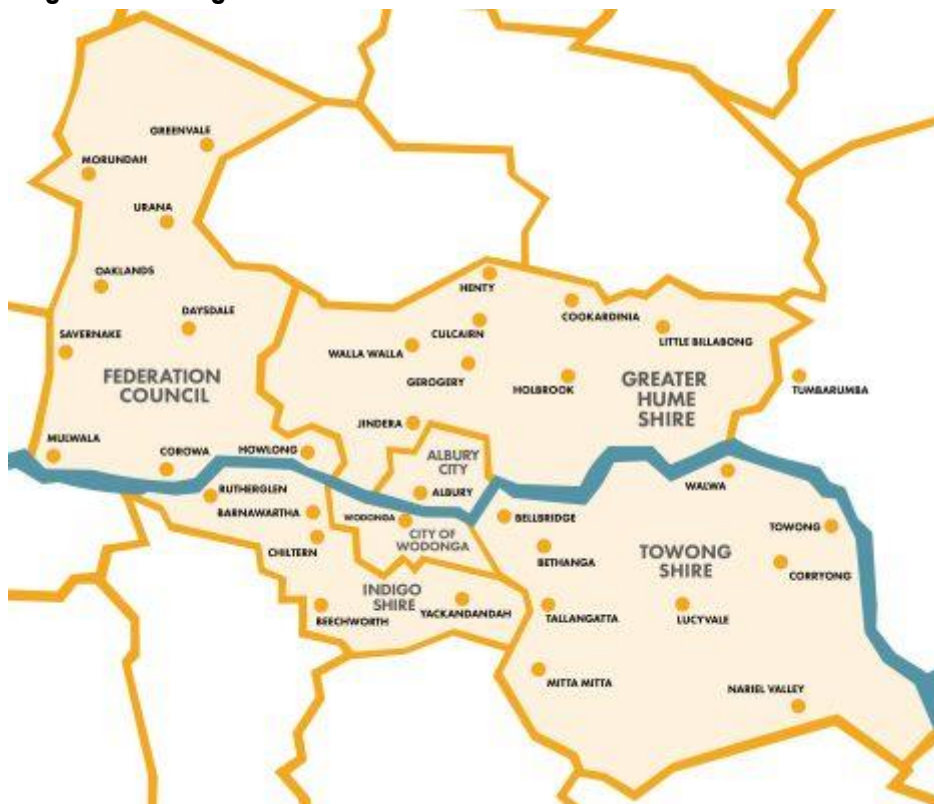 GREENVALE
MORUNDAH
URANA
OAKLANDS
DAYSDALE
SAVERNAKE
FEDERATION
COUNCIL
MULWALA
COROWA
HOWLONG
HENTY
COOKARDINIA
CULCAIRN
LITTLE BILLABONG
WALLA WALLA
GEROGERY
HOLBROOK
GREATER
HUME
SHIRE
TUMBARUMBA
JINDERA
ALBURY
CITY
ALBURY
WALWA
RUTHERGLEN
BARNAWARTHA
WODONGA
CHILTERN
CITY OF
WODONGA
BELLBRIDGE
BETHANGA
TOWONG
SHIRE
TOWONG
CORRYONG
INDIGO
SHIRE
BEECHWORTH
YACKANDANDAH
TALLANGATTA
LUCYVALE
MITTA MITTA
NARIEL VALLEY